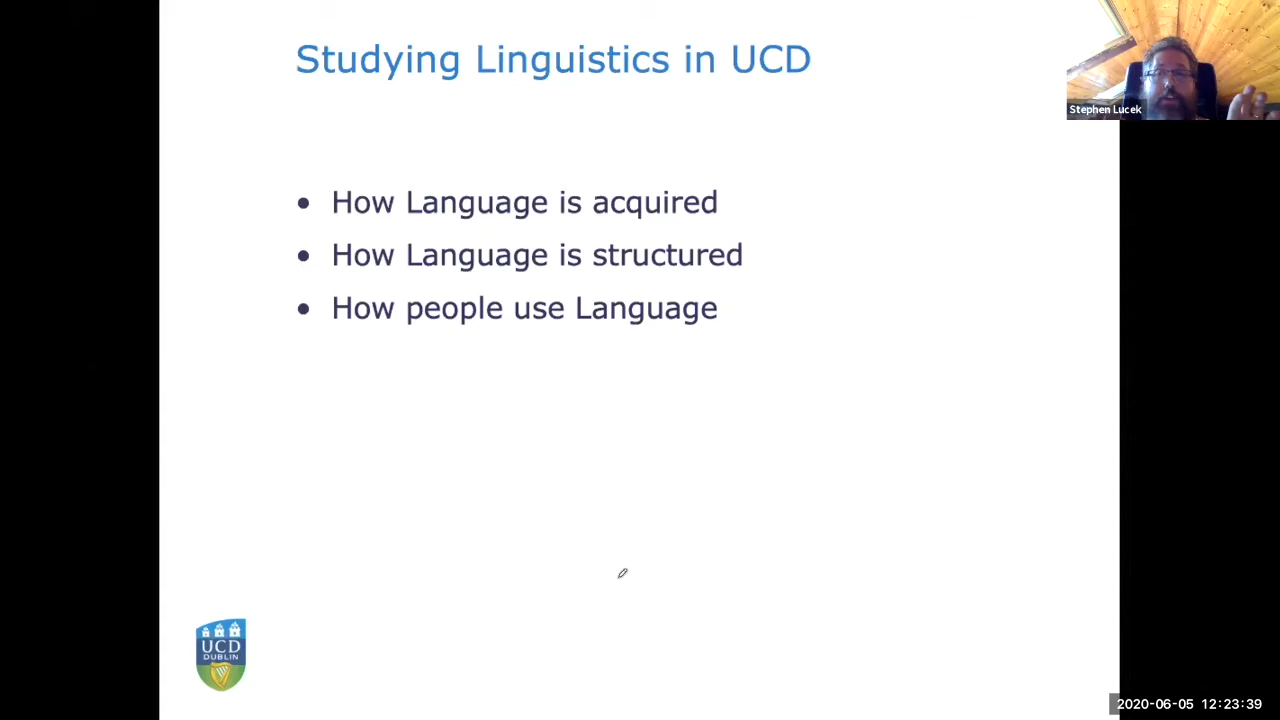 Studying Linguistics in UCD
Stephen Lucek
• How Language is acquired
• How Language is structured
• How people use Language
UCD
DUBLIN
2020-06-05 12:23:39